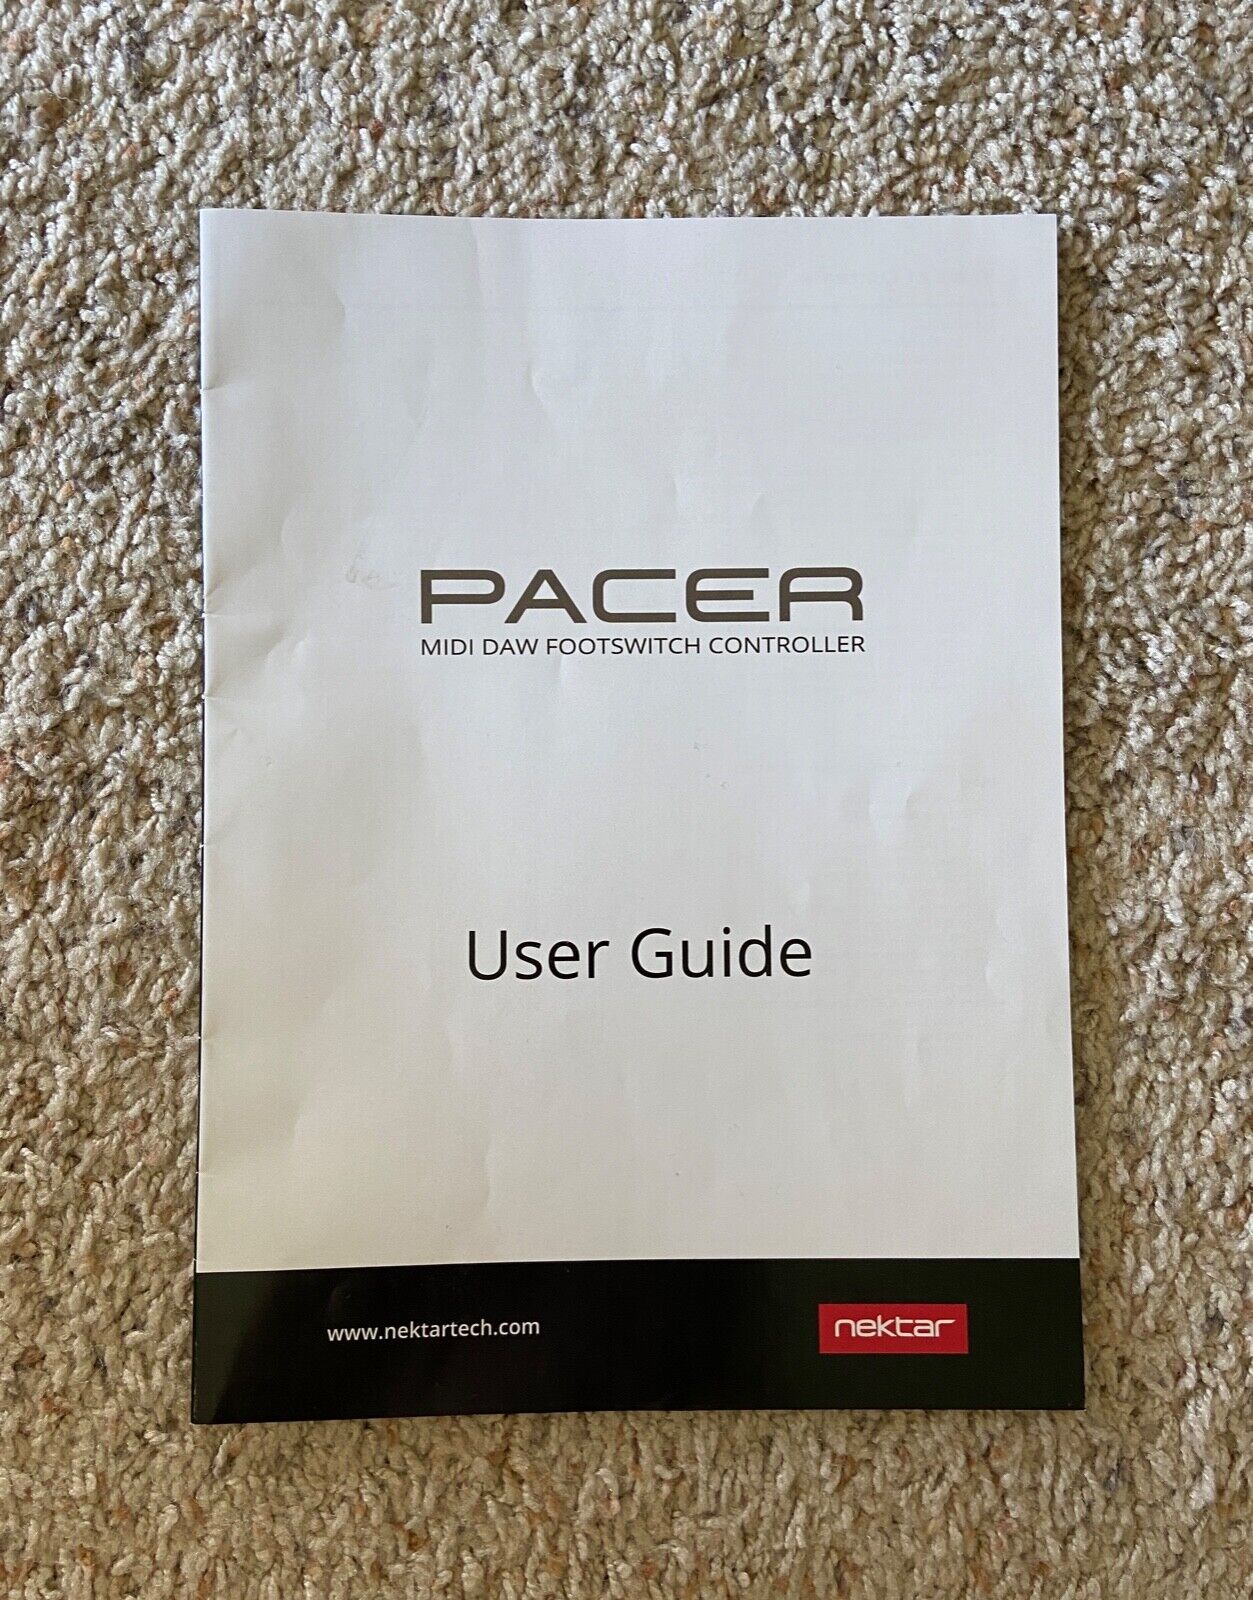 PACER
MIDI DAW FOOTSWITCH CONTROLLER
User Guide
www.nektartech.com
nektar